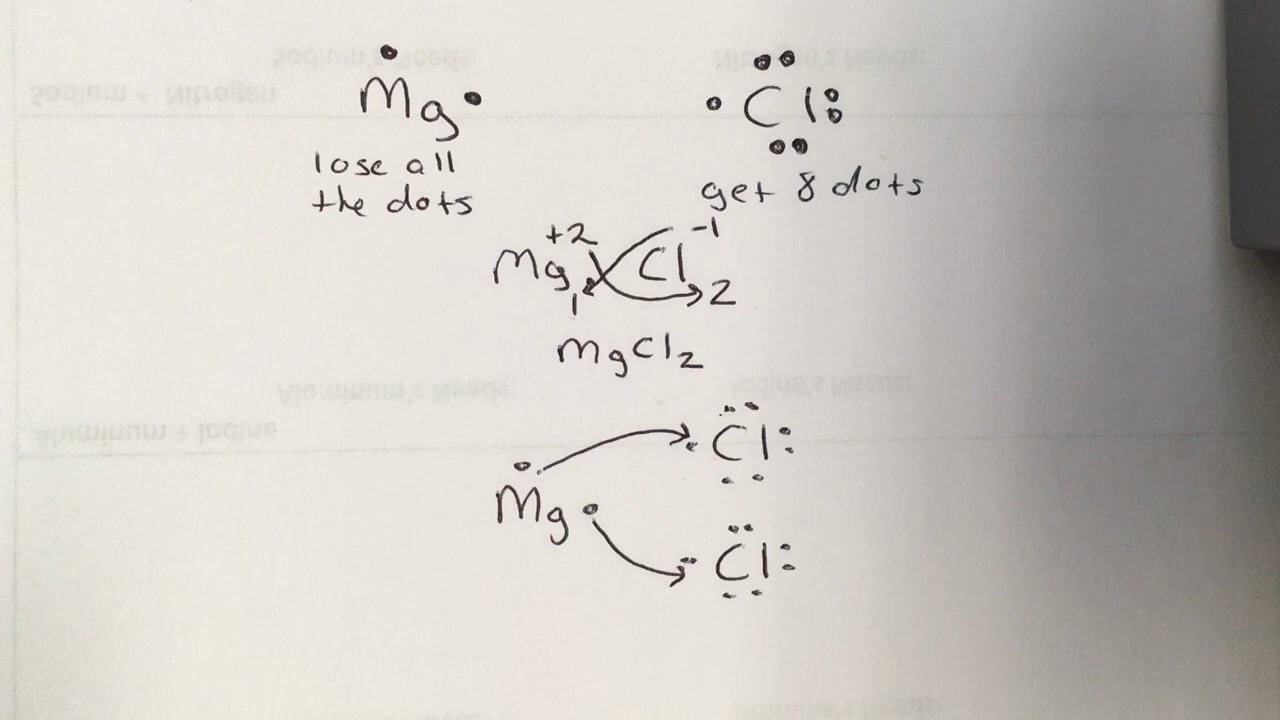 Mg Cl
lose all
the dots
get 8 dots
Mg +2 Cl -1
1 2
MgCl2
Cl
Mg
Cl